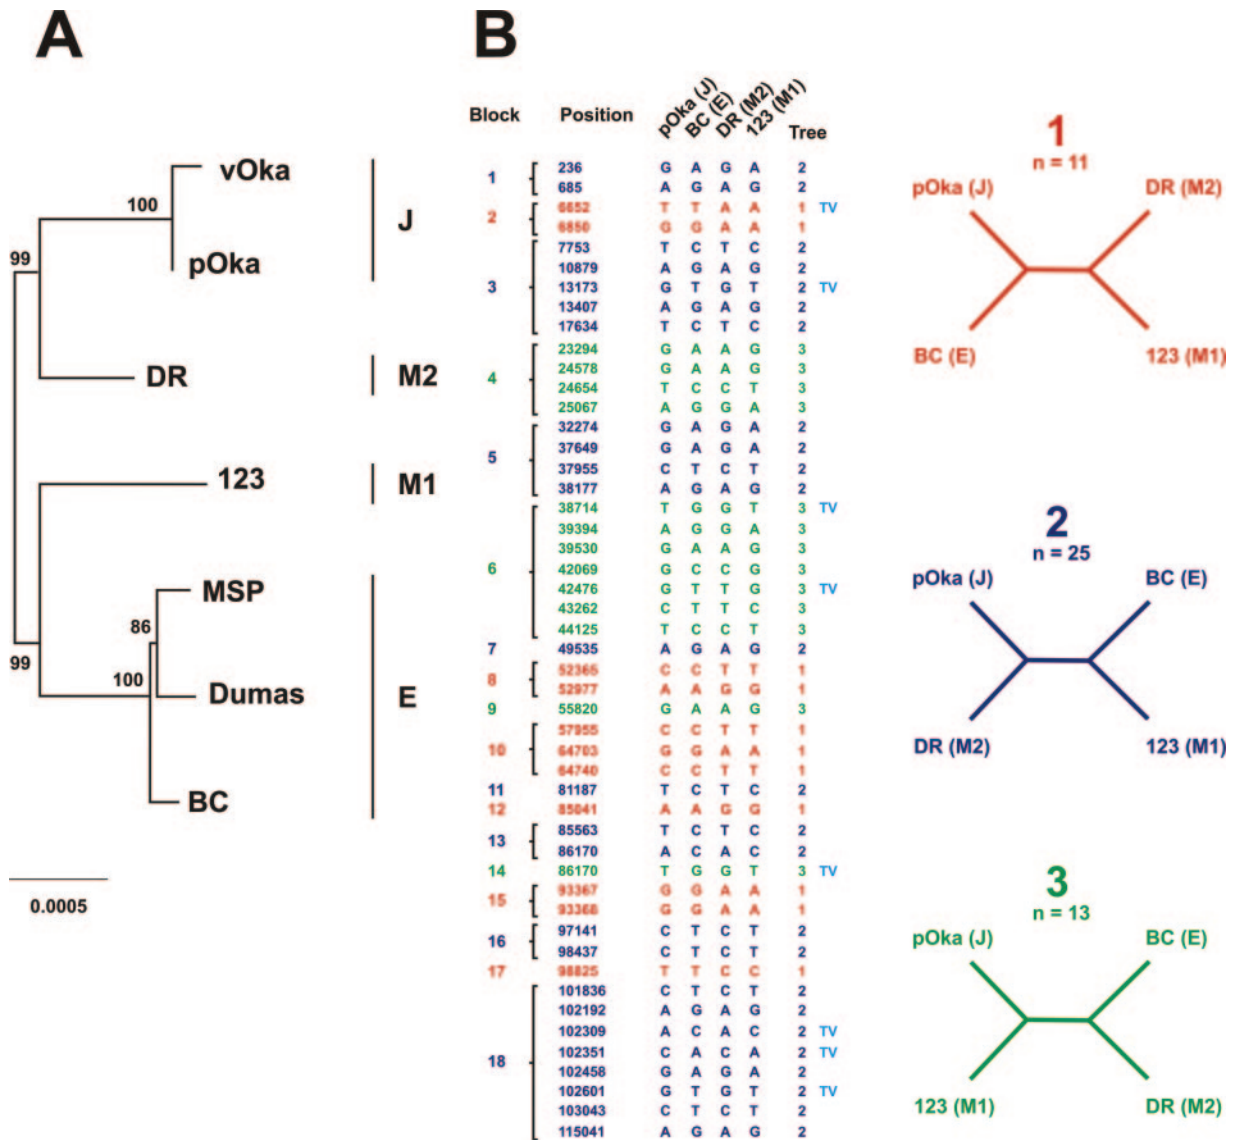 A
B
vOka
100
pOka
J
99
DR
M2
123
M1
99
MSP
86
100
Dumas
E
BC
0.0005
Block Position pOka (J) BC (E) DR (M2) 123 (M1) Tree
1
236 G A G A 2
685 A G A G 2
2
6652 T T A A 1 TV
6850 G G A A 1
3
7753 T C T C 2
10879 A G A G 2
13173 G T G T 2 TV
13407 A G A G 2
17634 T C T C 2
4
23294 G A A G 3
24578 G A A G 3
24654 T C C T 3
25067 A G G A 3
5
32274 G A G A 2
37649 G A G A 2
37955 C T C T 2
38177 A G A G 2
6
38714 T G G T 3 TV
39394 A G G A 3
39530 G A A G 3
42069 G C C G 3
42476 G T T G 3 TV
43262 C T T C 3
44125 T C C T 3
7 49535 A G A G 2
8
52365 C C T T 1
52977 A A G G 1
9 55820 G A A G 3
10
57955 C C T T 1
64703 G G A A 1
64740 C C T T 1
11 81187 T C T C 2
12 85041 A A G G 1
13
85563 T C T C 2
86170 A C A C 2
14 86170 T G G T 3 TV
15
93367 G G A A 1
93368 G G A A 1
16
97141 C T C T 2
98437 C T C T 2
17 98825 T T C C 1
18
101836 C T C T 2
102192 A G A G 2
102309 A C A C 2 TV
102351 C A C A 2 TV
102458 G A G A 2
102601 G T G T 2 TV
103043 C T C T 2
115041 A G A G 2
1
n = 11
pOka (J) DR (M2)
BC (E) 123 (M1)
2
n = 25
pOka (J) BC (E)
DR (M2) 123 (M1)
3
n = 13
pOka (J) BC (E)
123 (M1) DR (M2)